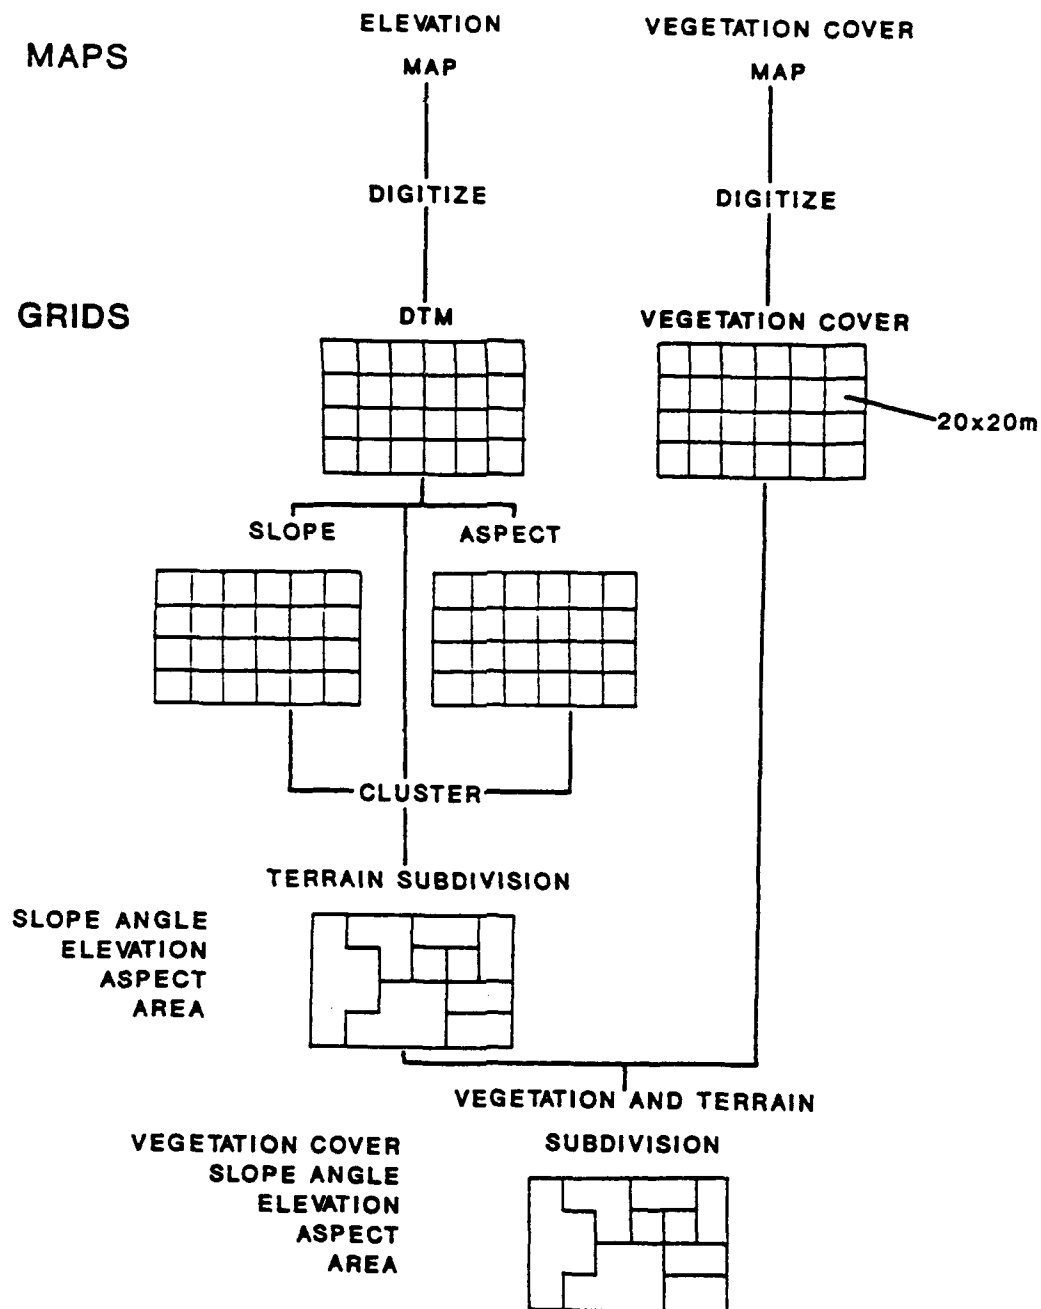 MAPS
ELEVATION
MAP
VEGETATION COVER
MAP
DIGITIZE
DIGITIZE
GRIDS
DTM
VEGETATION COVER
20x20m
SLOPE
ASPECT
CLUSTER
TERRAIN SUBDIVISION
SLOPE ANGLE
ELEVATION
ASPECT
AREA
VEGETATION AND TERRAIN
SUBDIVISION
VEGETATION COVER
SLOPE ANGLE
ELEVATION
ASPECT
AREA